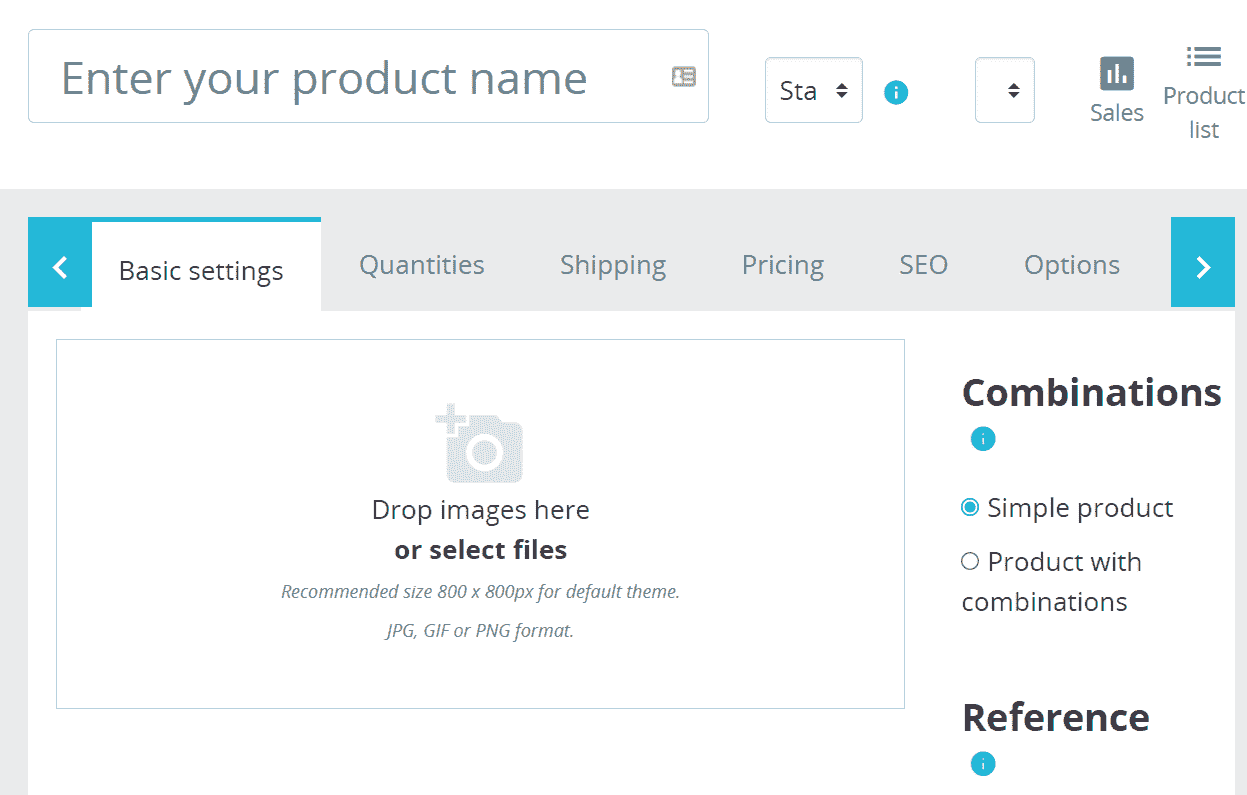 Enter your product name
Sta
Sales
Product
list
Basic settings
Quantities
Shipping
Pricing
SEO
Options
Drop images here
or select files
Recommended size 800 x 800px for default theme.
JPG, GIF or PNG format.
Combinations
Simple product
Product with
combinations
Reference